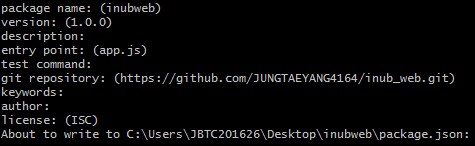 package name: (inubweb)
version: (1.0.0)
description:
entry point: (app.js)
test command:
git repository: (https://github.com/JUNGTAEYANG4164/inub_web.git)
keywords:
author:
license: (ISC)
About to write to C:\Users\JBTC201626\Desktop\inubweb\package.json: